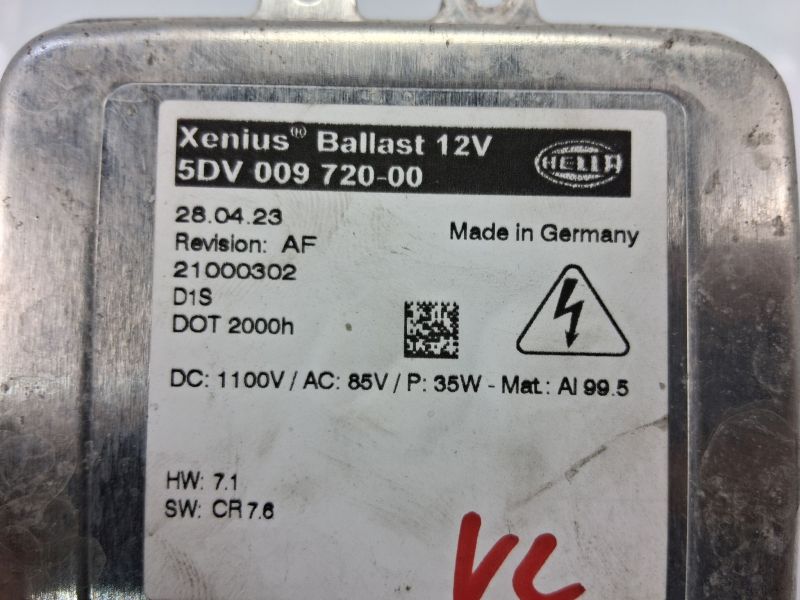 Xenius® Ballast 12V
5DV 009 720-00
HELLA
28.04.23
Revision: AF
Made in Germany
21000302
D1S
DOT 2000h
DC: 1100V / AC: 85V / P: 35W - Mat.: Al 99.5
HW: 7.1
SW: CR7.6